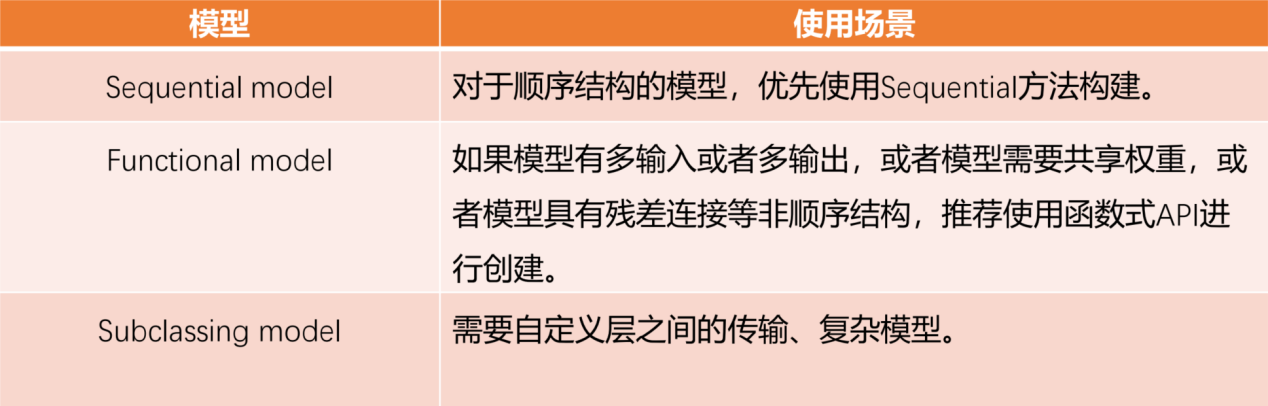 模型
使用场景
Sequential model
对于顺序结构的模型，优先使用Sequential方法构建。
Functional model
如果模型有多输入或者多输出，或者模型需要共享权重，或
者模型具有残差连接等非顺序结构，推荐使用函数式API进
行创建。
Subclassing model
需要自定义层之间的传输、复杂模型。